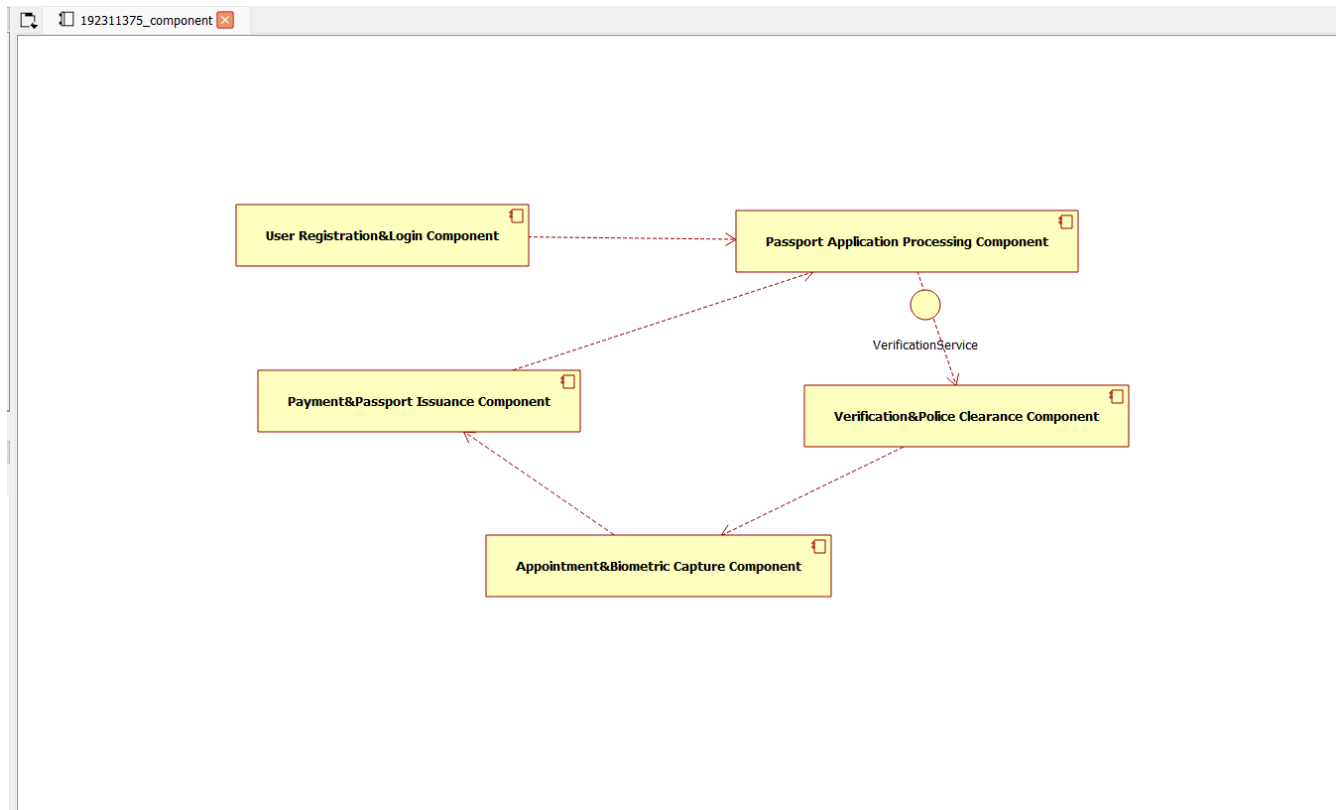 192311375_component
User Registration&Login Component
Passport Application Processing Component
VerificationService
Payment&Passport Issuance Component
Verification&Police Clearance Component
Appointment&Biometric Capture Component